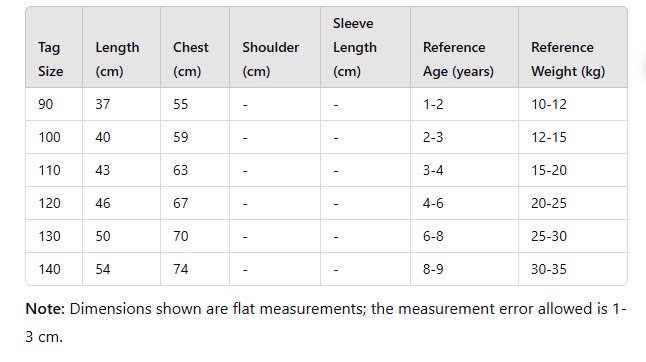 Tag Size | Length (cm) | Chest (cm) | Shoulder (cm) | Sleeve Length (cm) | Reference Age (years) | Reference Weight (kg)
90 | 37 | 55 | - | - | 1-2 | 10-12
100 | 40 | 59 | - | - | 2-3 | 12-15
110 | 43 | 63 | - | - | 3-4 | 15-20
120 | 46 | 67 | - | - | 4-6 | 20-25
130 | 50 | 70 | - | - | 6-8 | 25-30
140 | 54 | 74 | - | - | 8-9 | 30-35
Note: Dimensions shown are flat measurements; the measurement error allowed is 1-
3 cm.